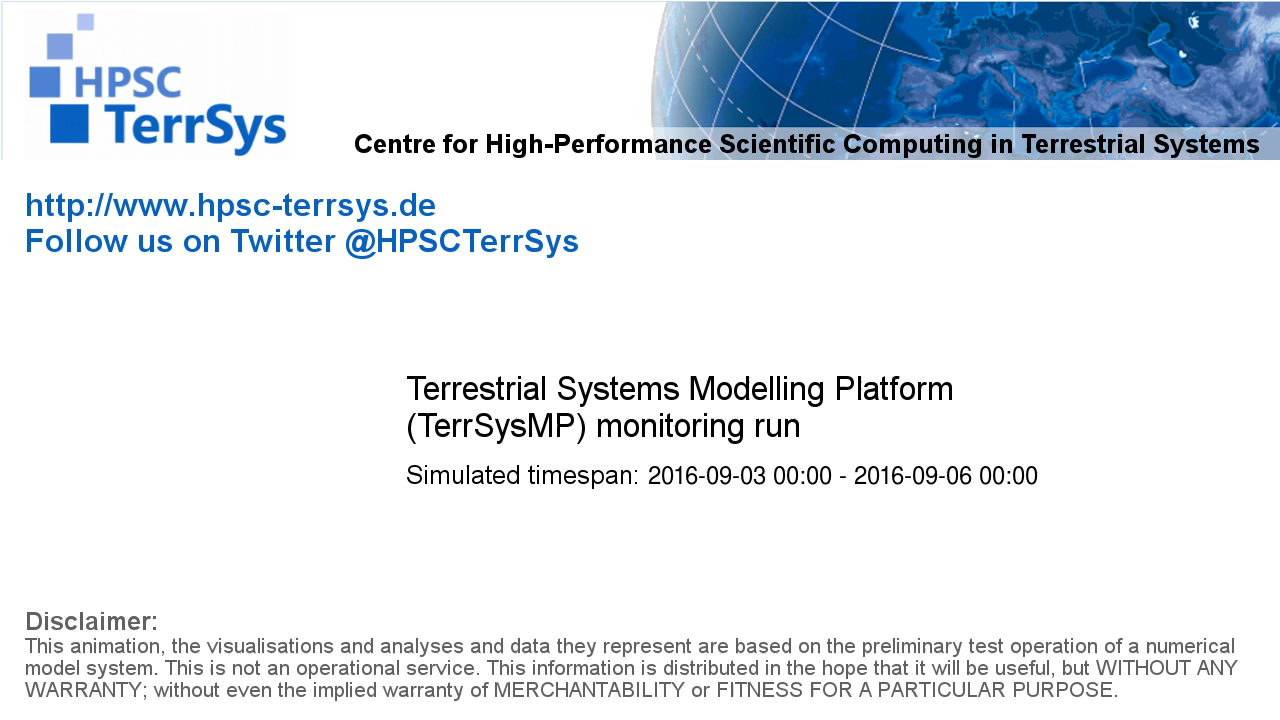 HPSC
TerrSys
Centre for High-Performance Scientific Computing in Terrestrial Systems
http://www.hpsc-terrsys.de
Follow us on Twitter @HPSCTerrSys
Terrestrial Systems Modelling Platform
(TerrSysMP) monitoring run
Simulated timespan: 2016-09-03 00:00 - 2016-09-06 00:00
Disclaimer:
This animation, the visualisations and analyses and data they represent are based on the preliminary test operation of a numerical
model system. This is not an operational service. This information is distributed in the hope that it will be useful, but WITHOUT ANY
WARRANTY; without even the implied warranty of MERCHANTABILITY or FITNESS FOR A PARTICULAR PURPOSE.